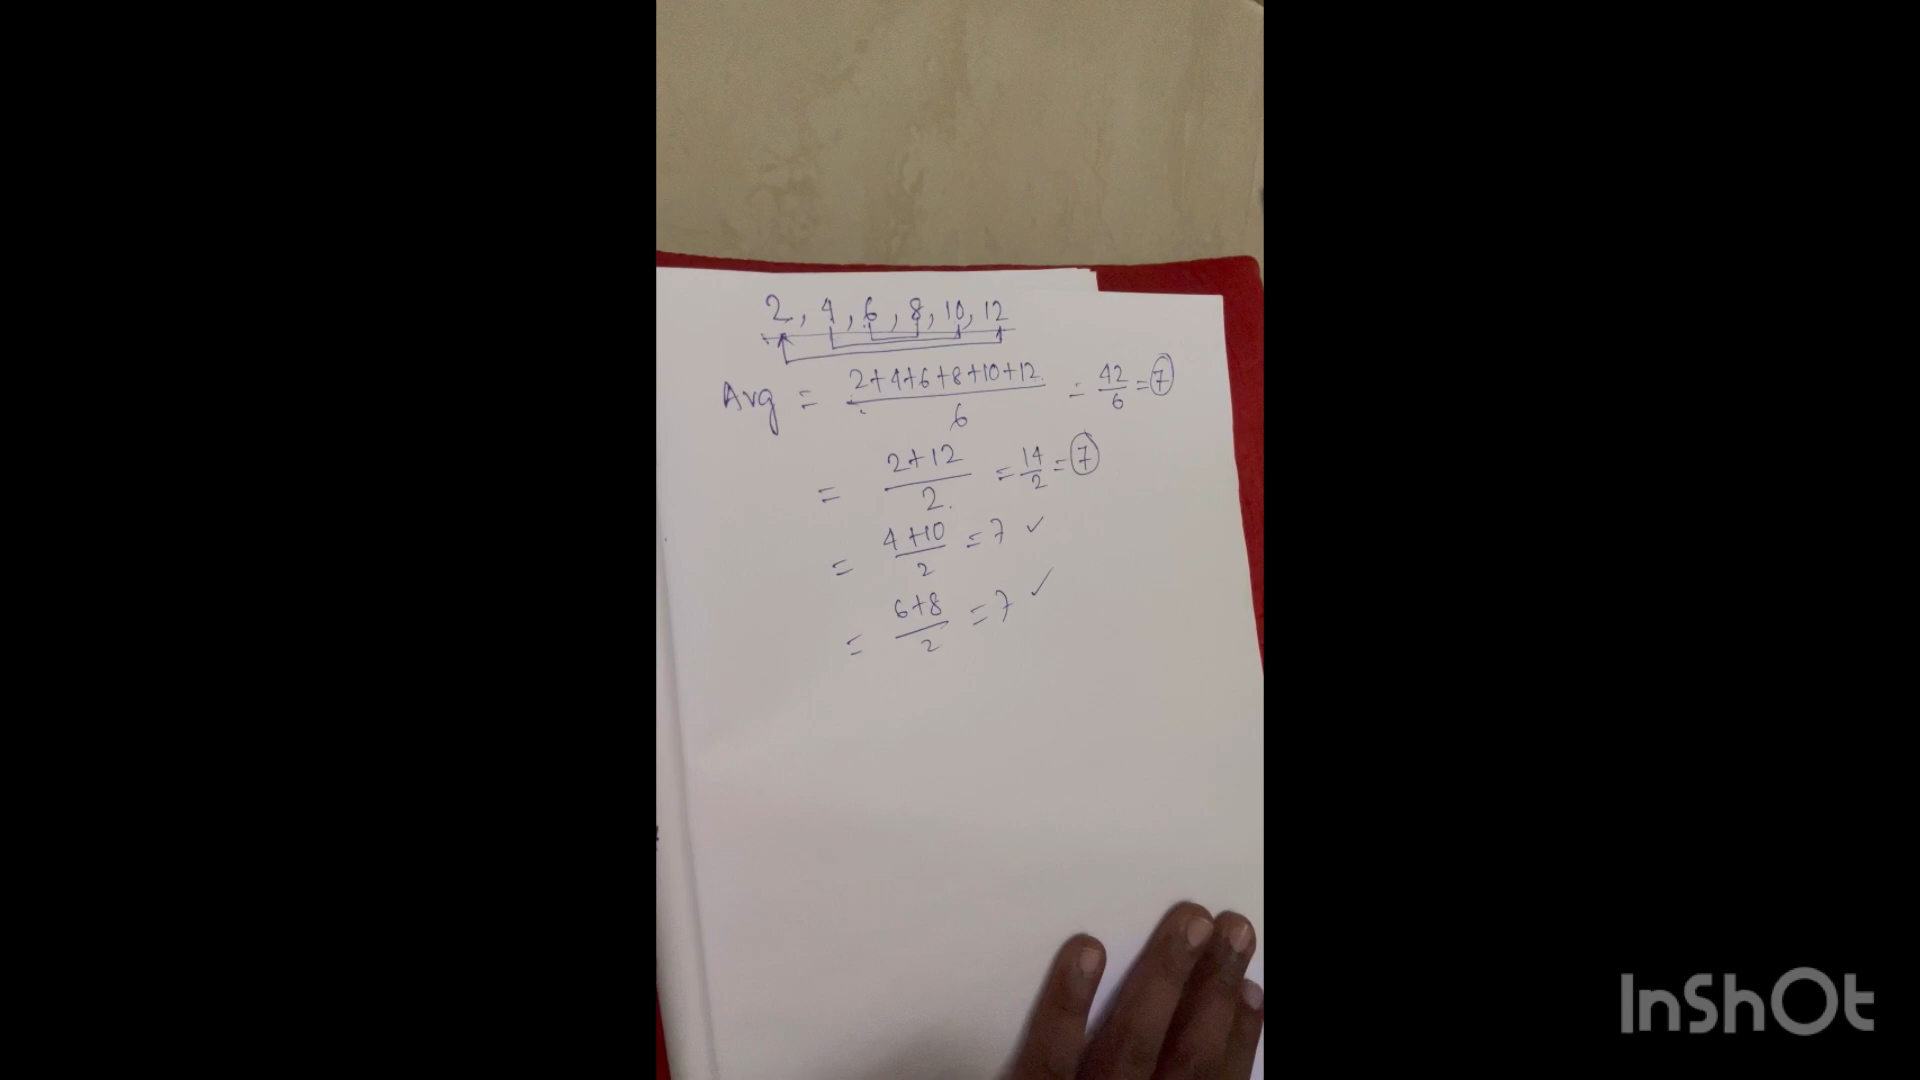 2, 4, 6, 8, 10, 12
Avg = 2+4+6+8+10+12 / 6 = 42/6 = 7
= 2+12 / 2 = 14/2 = 7
= 4+10 / 2 = 7 ✓
= 6+8 / 2 = 7 ✓
InShOt